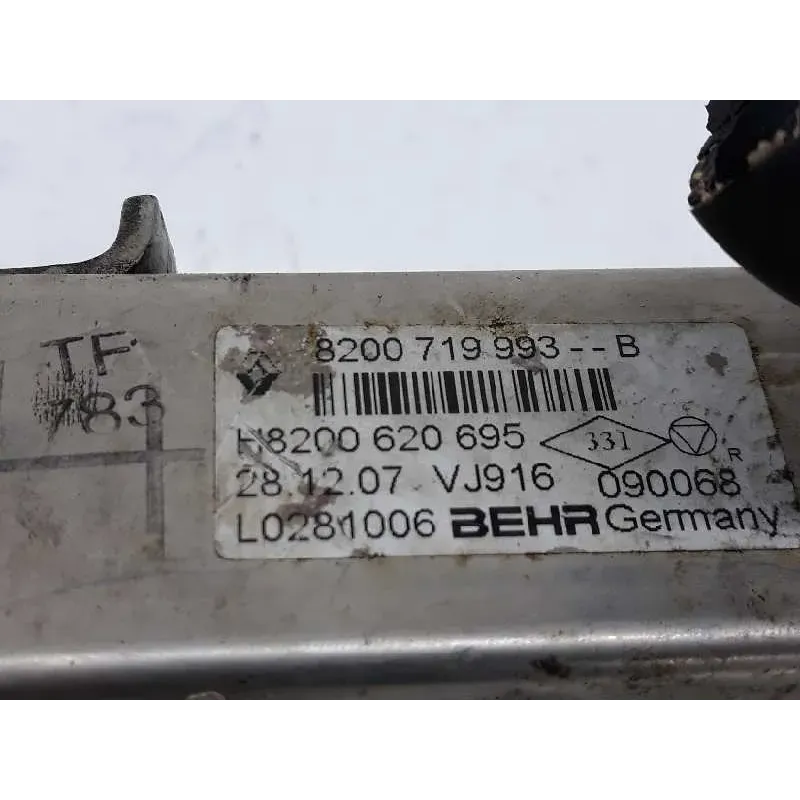 TF
783
8200 719 993--B
H8200 620 695
331
28.12.07 VJ916 090068
R
L0281006 BEHR Germany